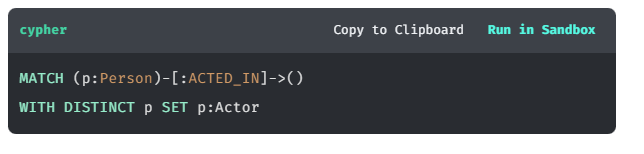 cypher Copy to Clipboard Run in Sandbox
MATCH (p:Person)-[:ACTED_IN]->()
WITH DISTINCT p SET p:Actor